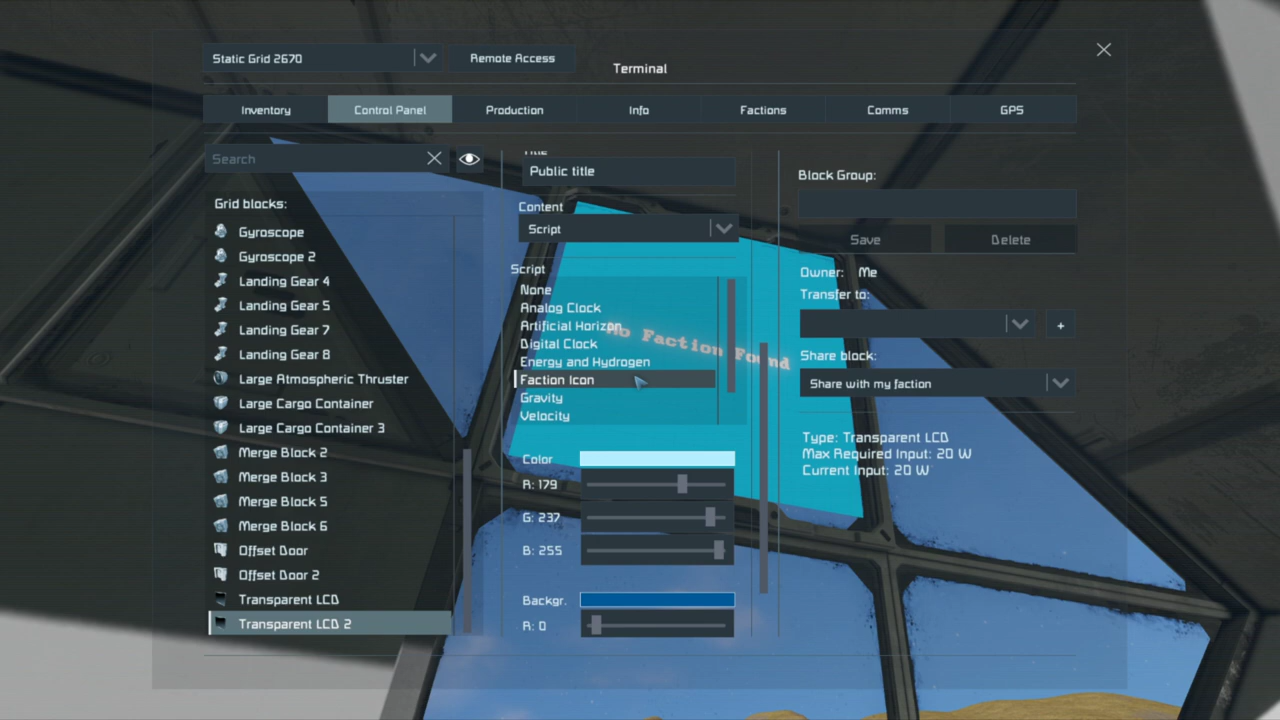 Static Grid 2670
Remote Access
Terminal
Inventory
Control Panel
Production
Info
Factions
Comms
GPS
Search
Grid blocks:
Gyroscope
Gyroscope 2
Landing Gear 4
Landing Gear 5
Landing Gear 7
Landing Gear 8
Large Atmospheric Thruster
Large Cargo Container
Large Cargo Container 3
Merge Block 2
Merge Block 3
Merge Block 5
Merge Block 6
Offset Door
Offset Door 2
Transparent LCD
Transparent LCD 2
Title
Public title
Content
Script
Script
None
Analog Clock
Artificial Horizon
Digital Clock
Energy and Hydrogen
Faction Icon
Gravity
Velocity
No Faction Found
Color
R: 179
G: 237
B: 255
Backgr.
R: 0
Block Group:
Save
Delete
Owner: Me
Transfer to:
+
Share block:
Share with my faction
Type: Transparent LCD
Max Required Input: 20 W
Current Input: 20 W